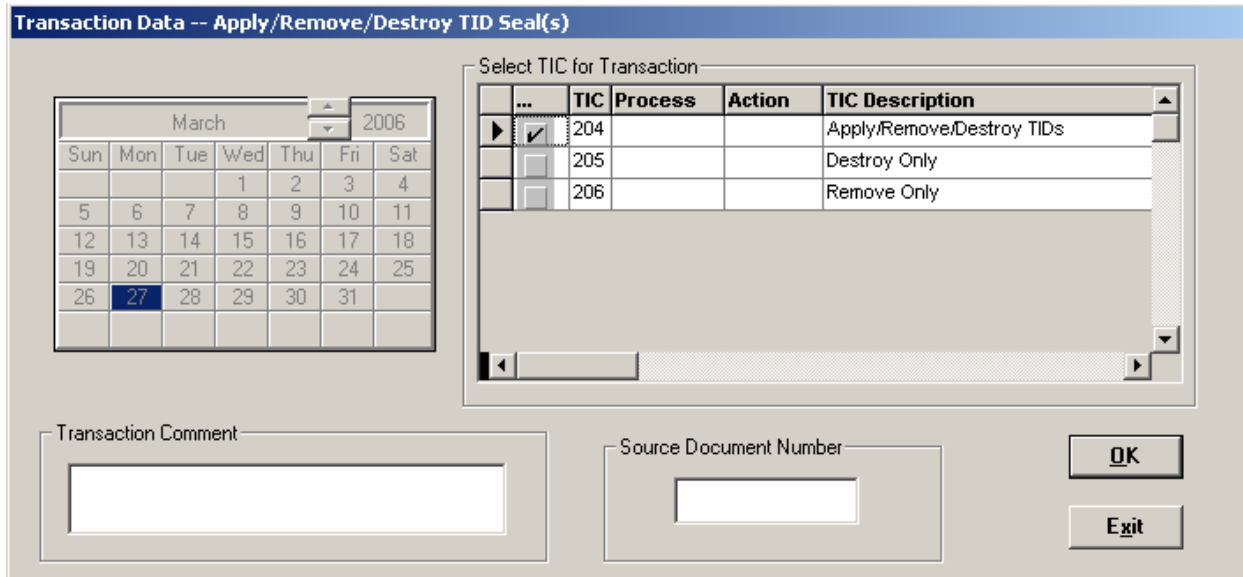 Transaction Data -- Apply/Remove/Destroy TID Seal(s)
March 2006
Sun Mon Tue Wed Thu Fri Sat
1 2 3 4
5 6 7 8 9 10 11
12 13 14 15 16 17 18
19 20 21 22 23 24 25
26 27 28 29 30 31
Select TIC for Transaction
... TIC Process Action TIC Description
204 Apply/Remove/Destroy TIDs
205 Destroy Only
206 Remove Only
Transaction Comment
Source Document Number
OK
Exit